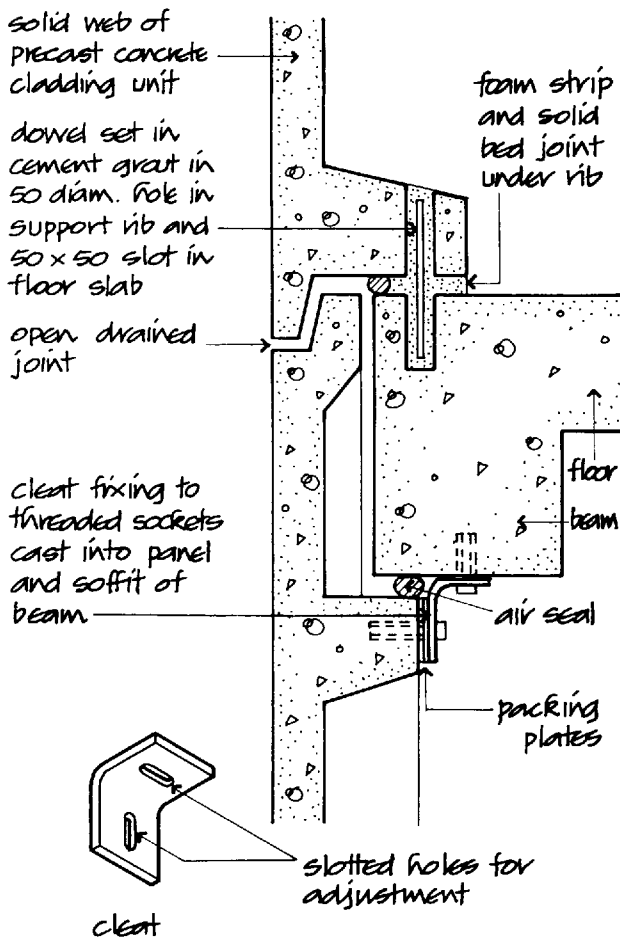 solid web of
precast concrete
cladding unit
dowel set in
cement grout in
50 diam. hole in
support rib and
50 x 50 slot in
floor slab
open drained
joint
foam strip
and solid
bed joint
under rib
cleat fixing to
threaded sockets
cast into panel
and soffit of
beam
floor
beam
air seal
packing
plates
slotted holes for
adjustment
cleat